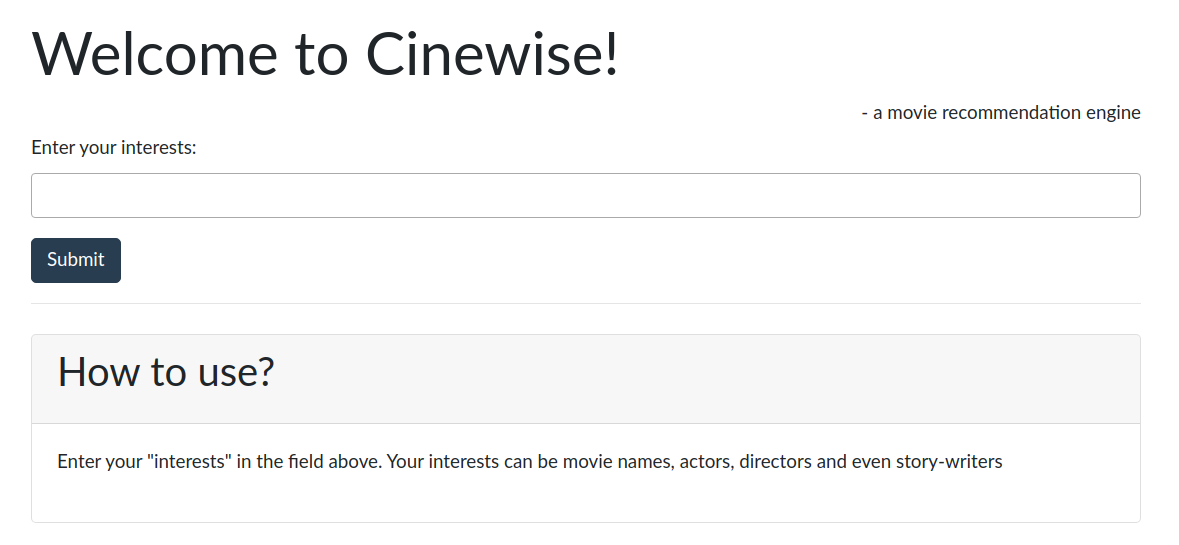 Welcome to Cinewise!
- a movie recommendation engine
Enter your interests:
Submit
How to use?
Enter your "interests" in the field above. Your interests can be movie names, actors, directors and even story-writers